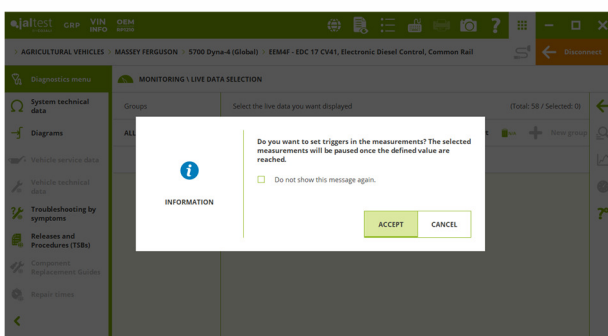 jaltest GRP VIN INFO OEM
> AGRICULTURAL VEHICLES > MASSEY FERGUSON > 5700 Dyna-4 (Global) > EEM4F - EDC 17 CV41, Electronic Diesel Control, Common Rail
Disconnect
Diagnostics menu
MONITORING \ LIVE DATA SELECTION
System technical data
Groups
Select the live data you want displayed
(Total: 58 / Selected: 0)
Diagrams
ALL
New group
Vehicle service data
Vehicle technical data
Troubleshooting by symptoms
Releases and Procedures (TSBs)
Component Replacement Guides
Repair times
INFORMATION
Do you want to set triggers in the measurements? The selected
measurements will be paused once the defined value are
reached.
Do not show this message again.
ACCEPT
CANCEL